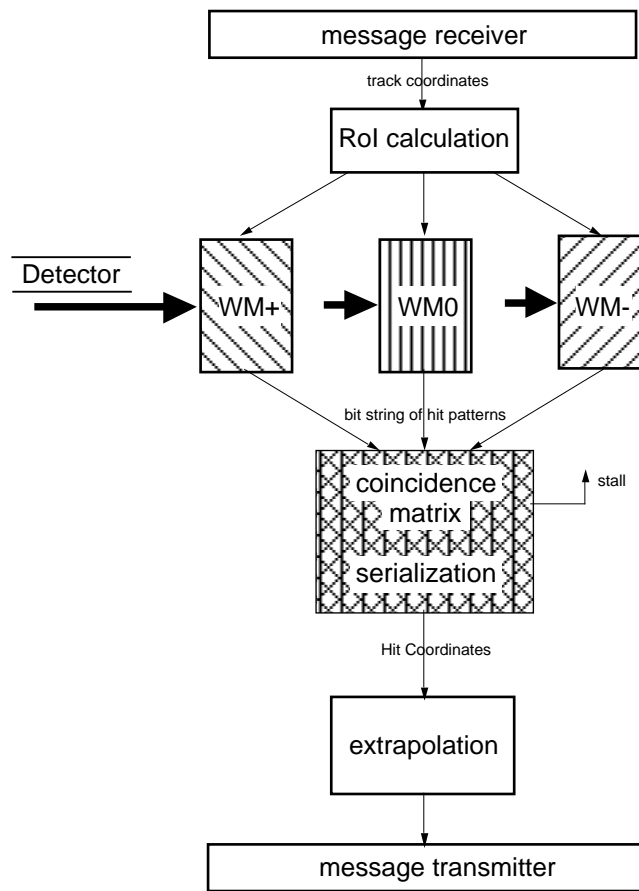 message receiver
track coordinates
RoI calculation
Detector
WM+
WM0
WM-
bit string of hit patterns
coincidence
matrix
stall
serialization
Hit Coordinates
extrapolation
message transmitter